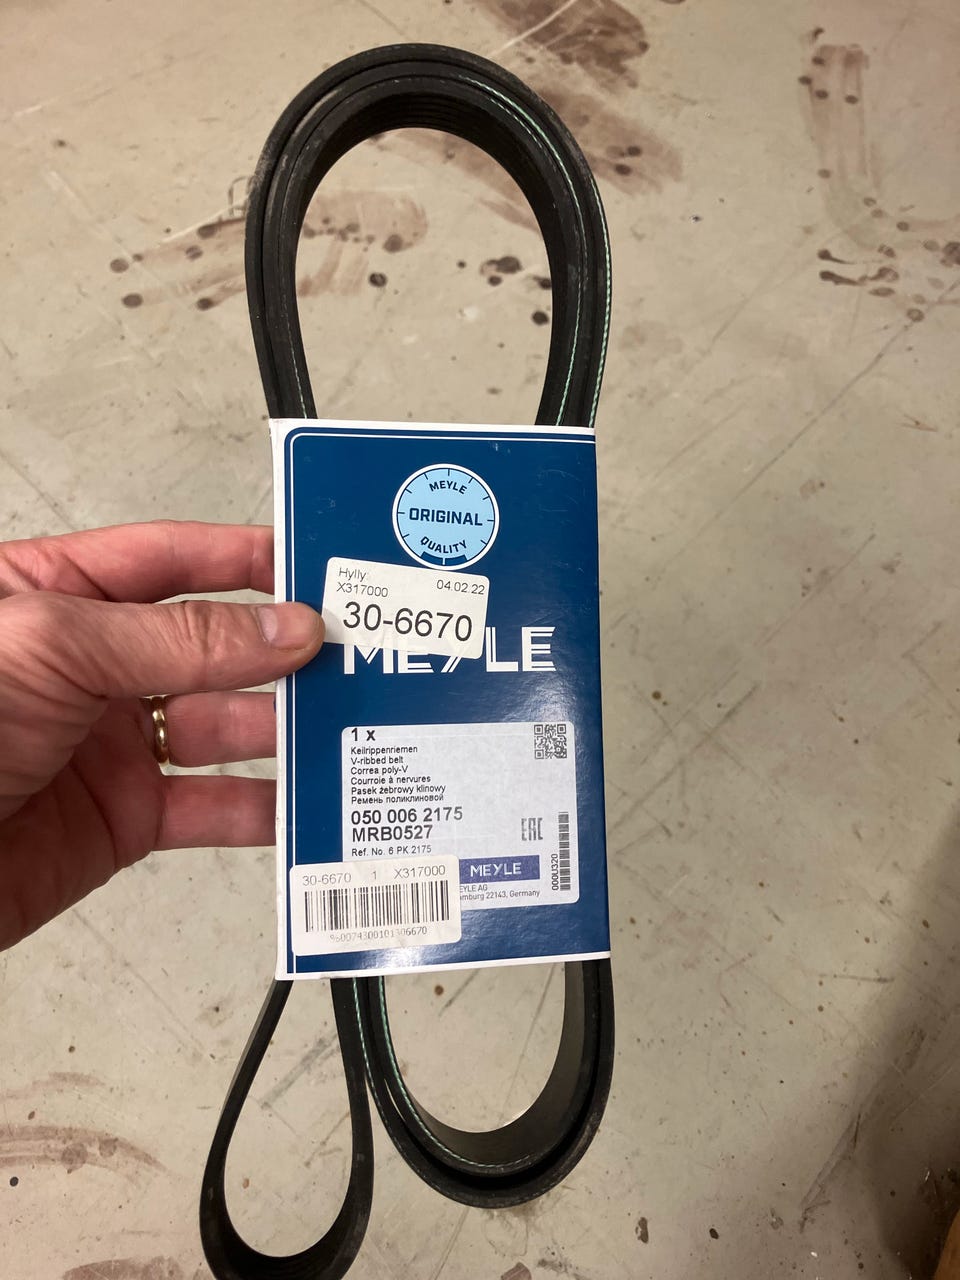 MEYLE
ORIGINAL
QUALITY
Hylly: 04.02.22
X317000
30-6670
MEYLE
1 x
Keilrippenriemen
V-ribbed belt
Correa poly-V
Courroie à nervures
Pasek żebrowy klinowy
Ремень поликлиновой
050 006 2175
MRB0527
Ref. No. 6 PK 2175
EAC
000U320
MEYLE
EYLE AG
amburg 22143, Germany
30-6670 1 X317000